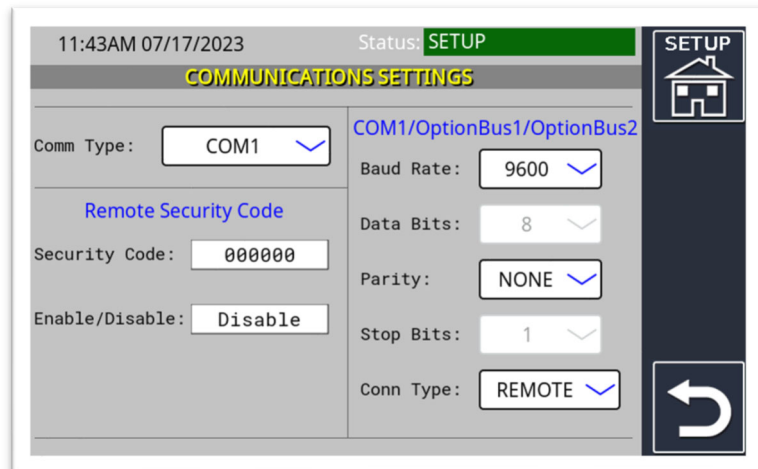 11:43AM 07/17/2023
Status: SETUP
SETUP
COMMUNICATIONS SETTINGS
Comm Type: COM1
Remote Security Code
Security Code: 000000
Enable/Disable: Disable
COM1/OptionBus1/OptionBus2
Baud Rate: 9600
Data Bits: 8
Parity: NONE
Stop Bits: 1
Conn Type: REMOTE